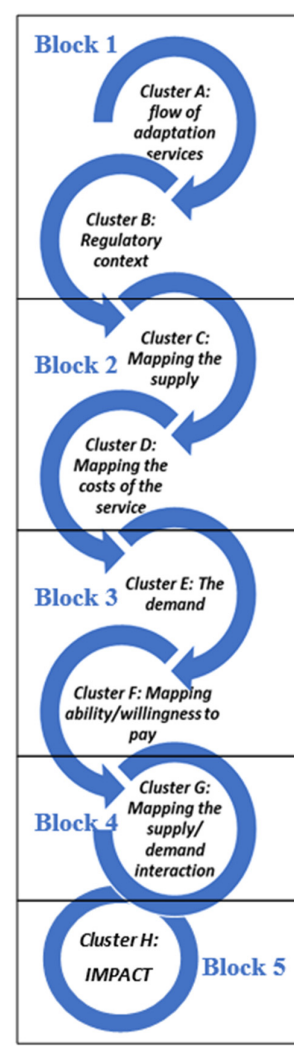 Block 1
Cluster A:
flow of
adaptation
services
Cluster B:
Regulatory
context
Block 2
Cluster C:
Mapping the
supply
Cluster D:
Mapping the
costs of the
service
Block 3
Cluster E: The
demand
Cluster F: Mapping
ability/willingness to
pay
Block 4
Cluster G:
Mapping the
supply/
demand
interaction
Cluster H:
IMPACT
Block 5